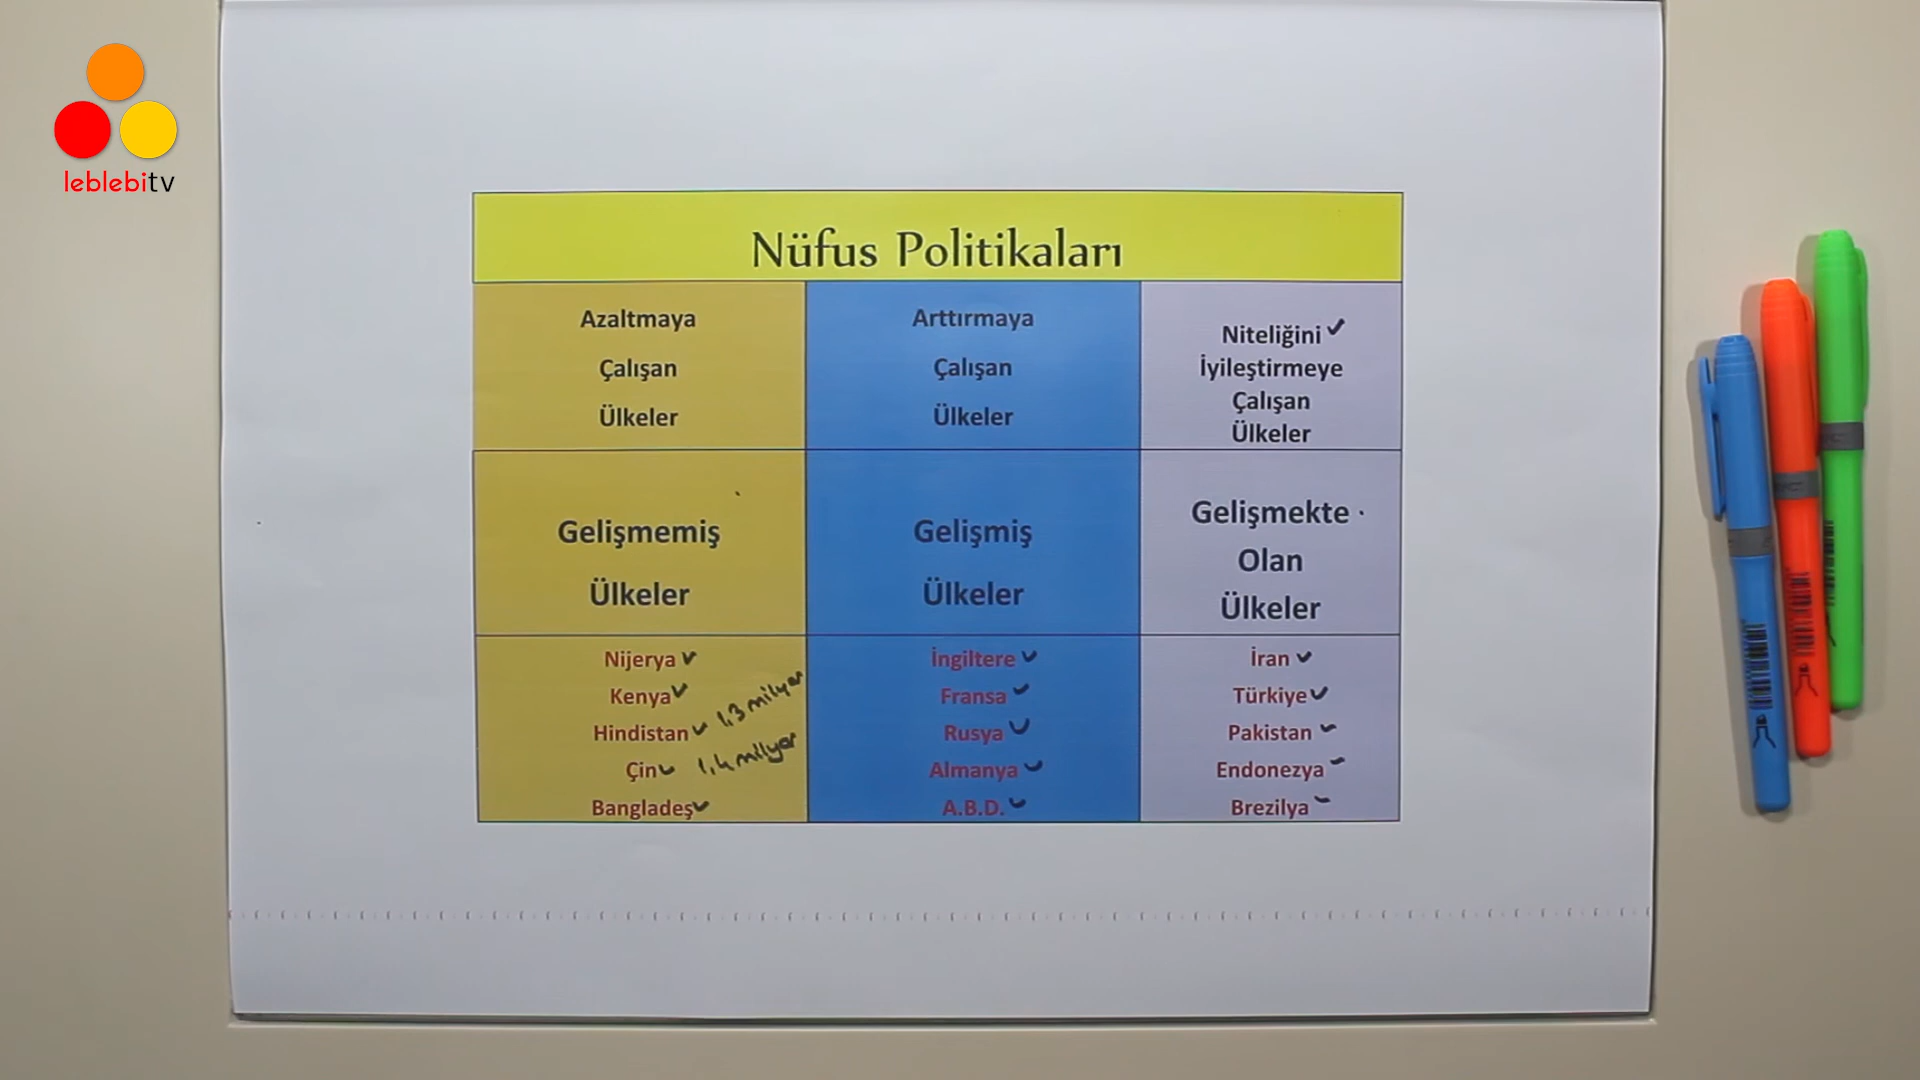 leblebitv
Nüfus Politikaları
Azaltmaya
Çalışan
Ülkeler
Arttırmaya
Çalışan
Ülkeler
Niteliğini
İyileştirmeye
Çalışan
Ülkeler
Gelişmemiş
Ülkeler
Gelişmiş
Ülkeler
Gelişmekte
Olan
Ülkeler
Nijerya
Kenya
Hindistan 1,3 milyar
Çin 1,4 milyar
Bangladeş
İngiltere
Fransa
Rusya
Almanya
A.B.D.
İran
Türkiye
Pakistan
Endonezya
Brezilya